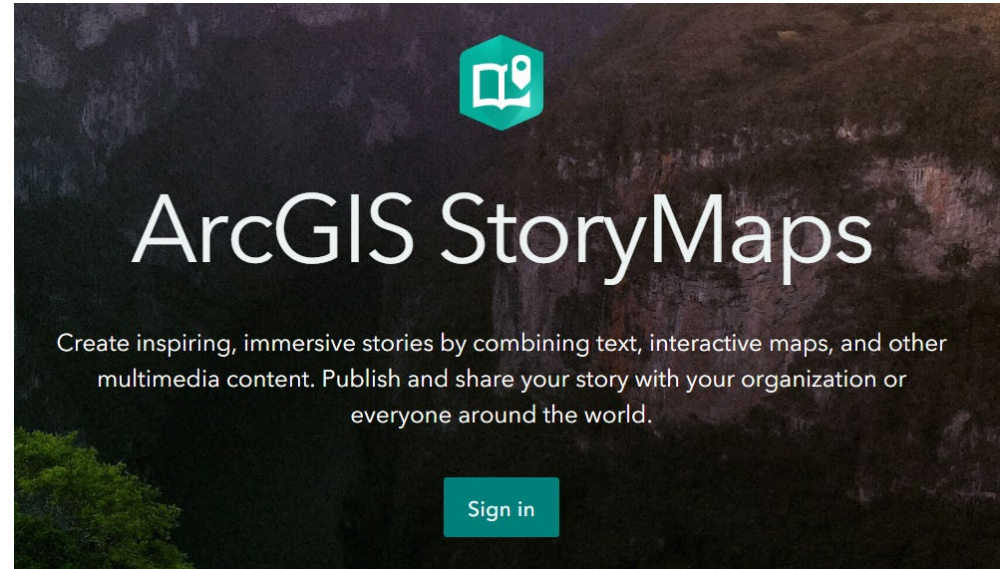 ArcGIS StoryMaps
Create inspiring, immersive stories by combining text, interactive maps, and other
multimedia content. Publish and share your story with your organization or
everyone around the world.
Sign in